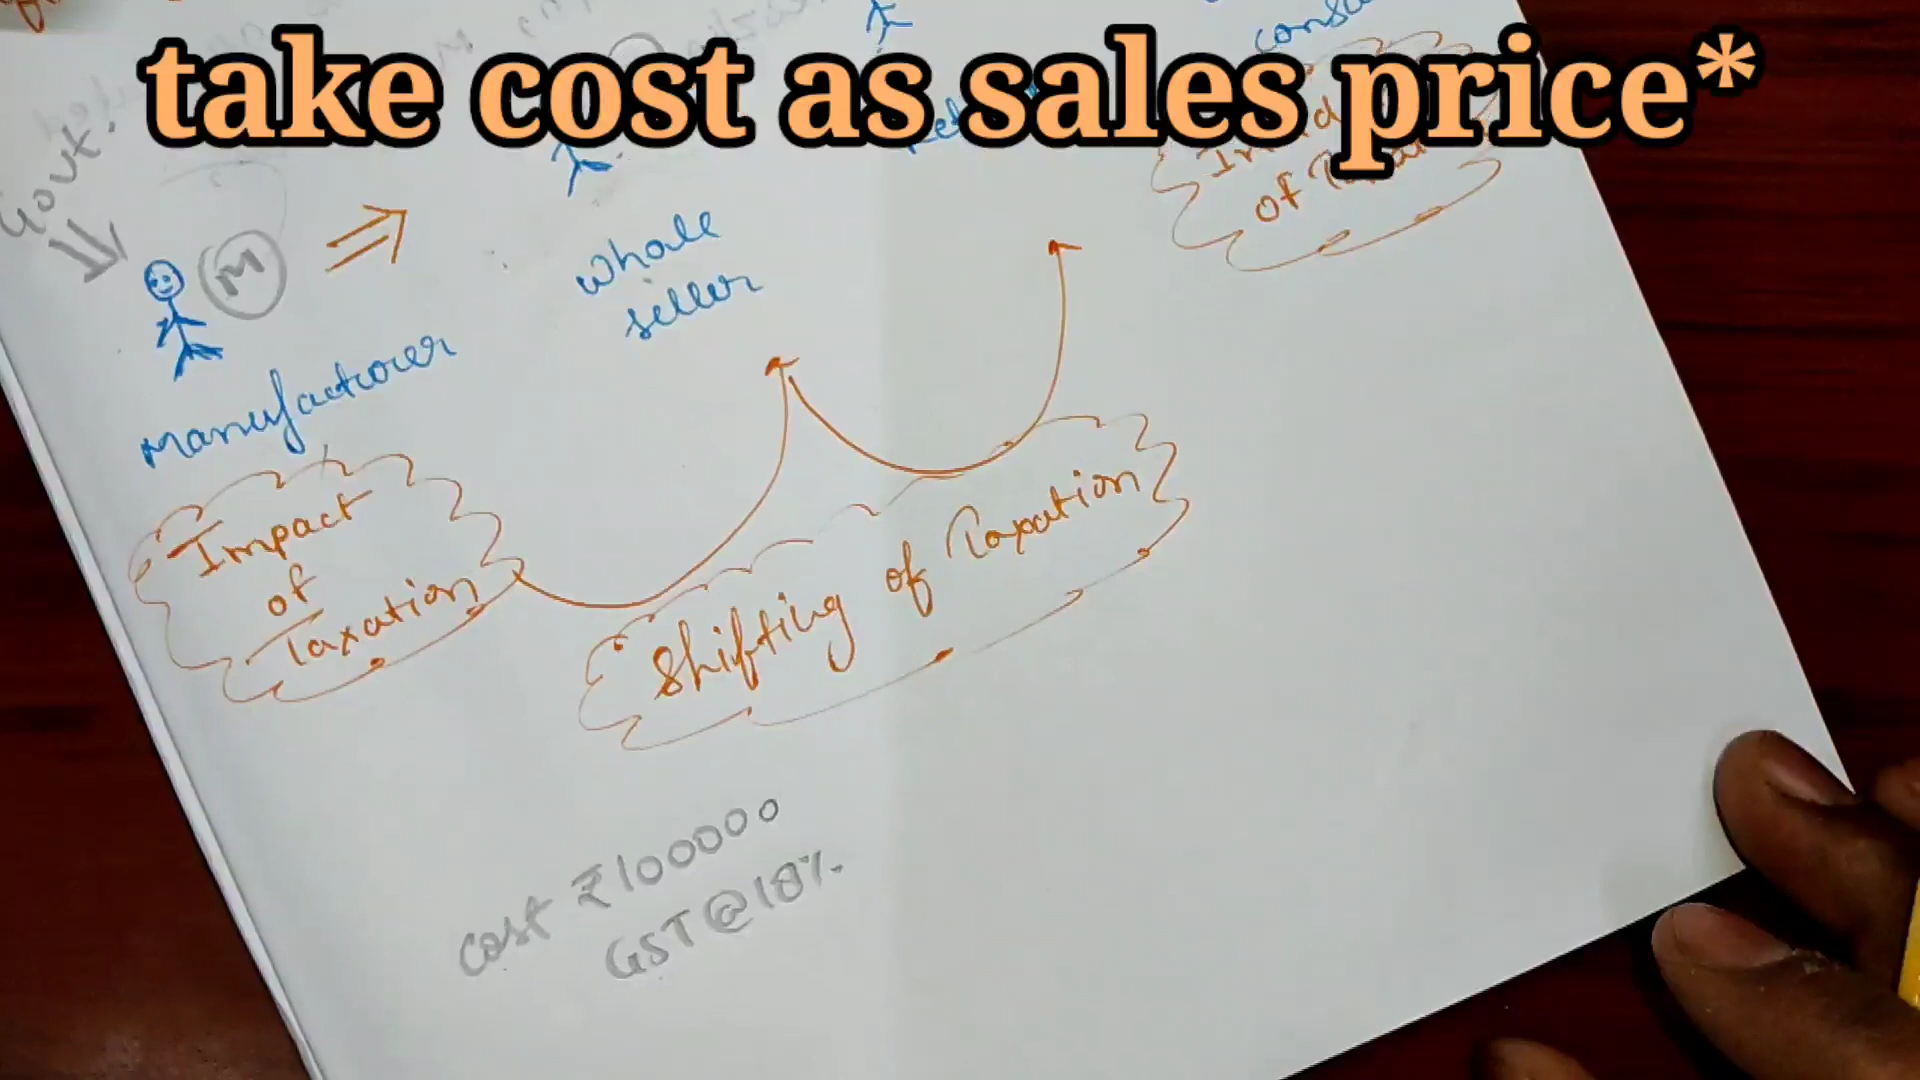 take cost as sales price*
Gout.
M
manufacturer
whole
seller
of
Impact
of
Taxation
Shifting of Taxation
cost ₹100000
GST@18%